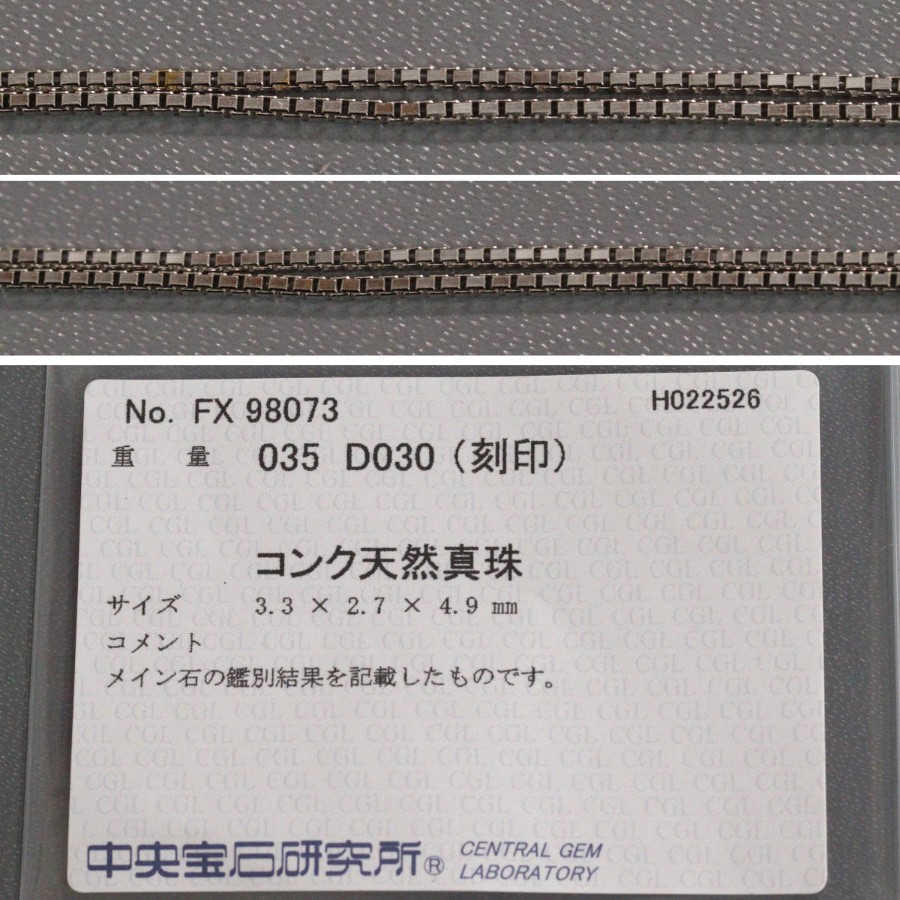 No. FX 98073 H022526
重 量 035 D030 (刻印)
コンク天然真珠
サイズ 3.3 × 2.7 × 4.9 mm
コメント
メイン石の鑑別結果を記載したものです。
中央宝石研究所® CENTRAL GEM
LABORATORY